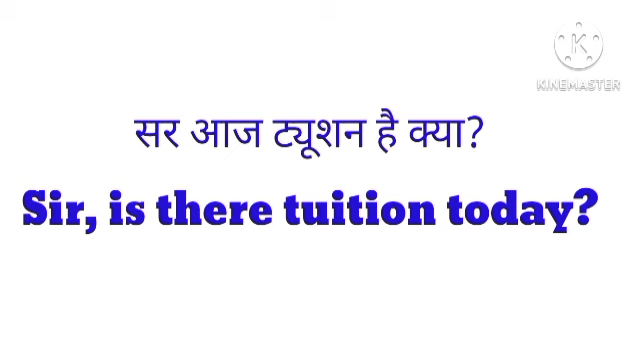 KINEMASTER
सर आज ट्यूशन है क्या?
Sir, is there tuition today?